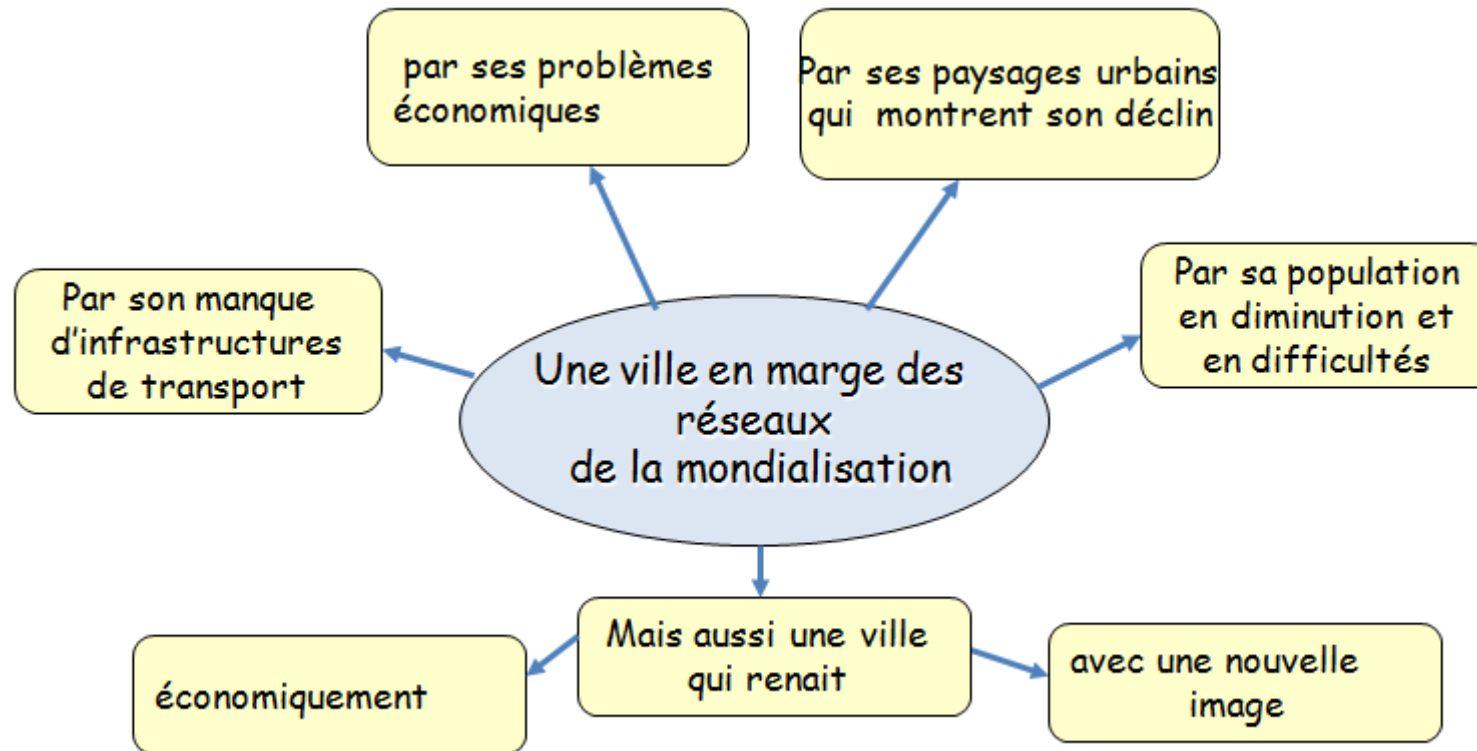 par ses problèmes
économiques
Par ses paysages urbains
qui montrent son déclin
Par son manque
d'infrastructures
de transport
Par sa population
en diminution et
en difficultés
Une ville en marge des
réseaux
de la mondialisation
Mais aussi une ville
qui renait
économiquement
avec une nouvelle
image